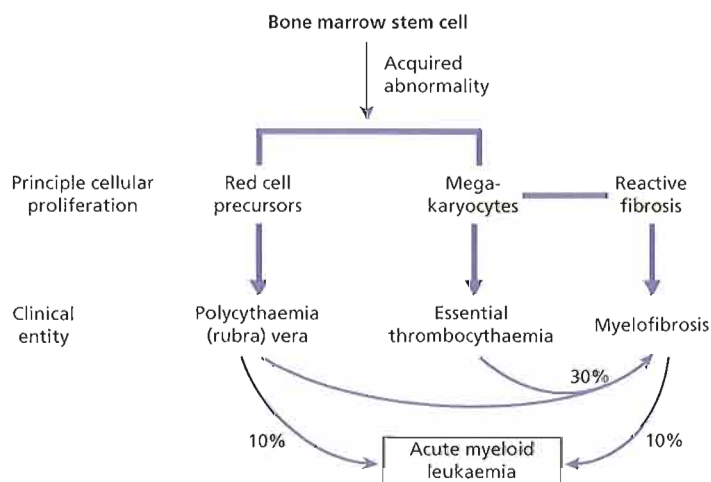 Bone marrow stem cell
Acquired
abnormality
Principle cellular
proliferation
Red cell
precursors
Mega-
karyocytes
Reactive
fibrosis
Clinical
entity
Polycythaemia
(rubra) vera
Essential
thrombocythaemia
Myelofibrosis
30%
10%
Acute myeloid
leukaemia
10%